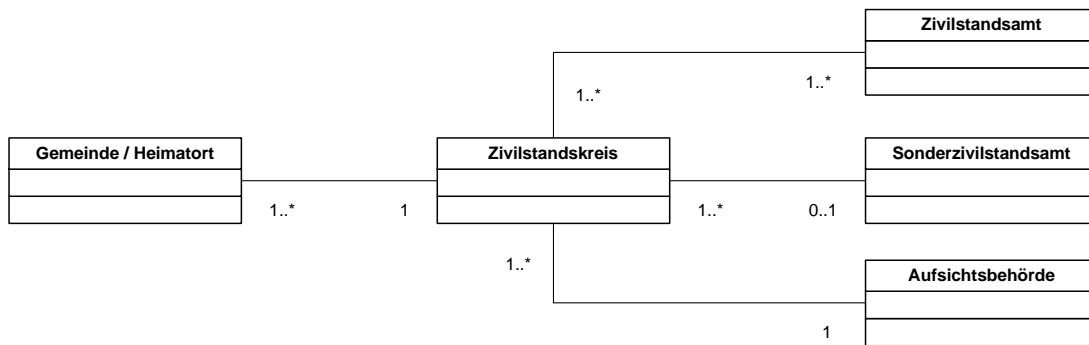 Zivilstandsamt
1..*
1..*
Gemeinde / Heimatort
Zivilstandskreis
Sonderzivilstandsamt
1..*
1
1..*
0..1
1..*
Aufsichtsbehörde
1